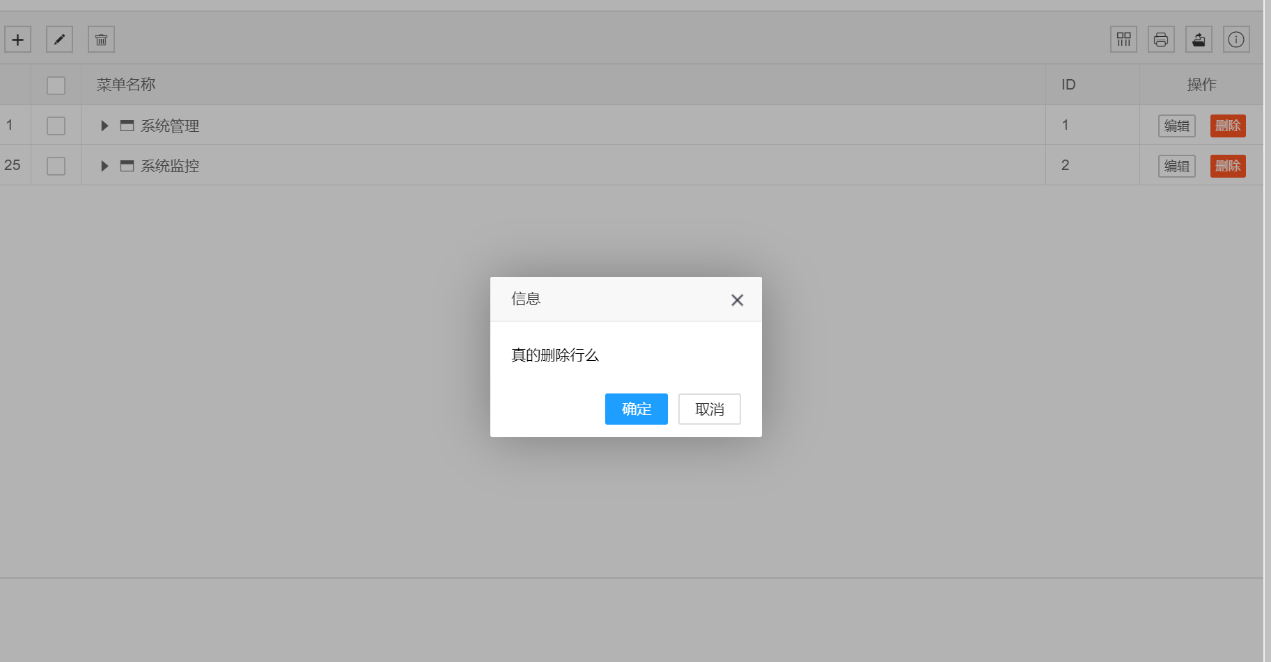 菜单名称 ID 操作
1 系统管理 1 编辑 删除
25 系统监控 2 编辑 删除
信息
真的删除行么
确定 取消